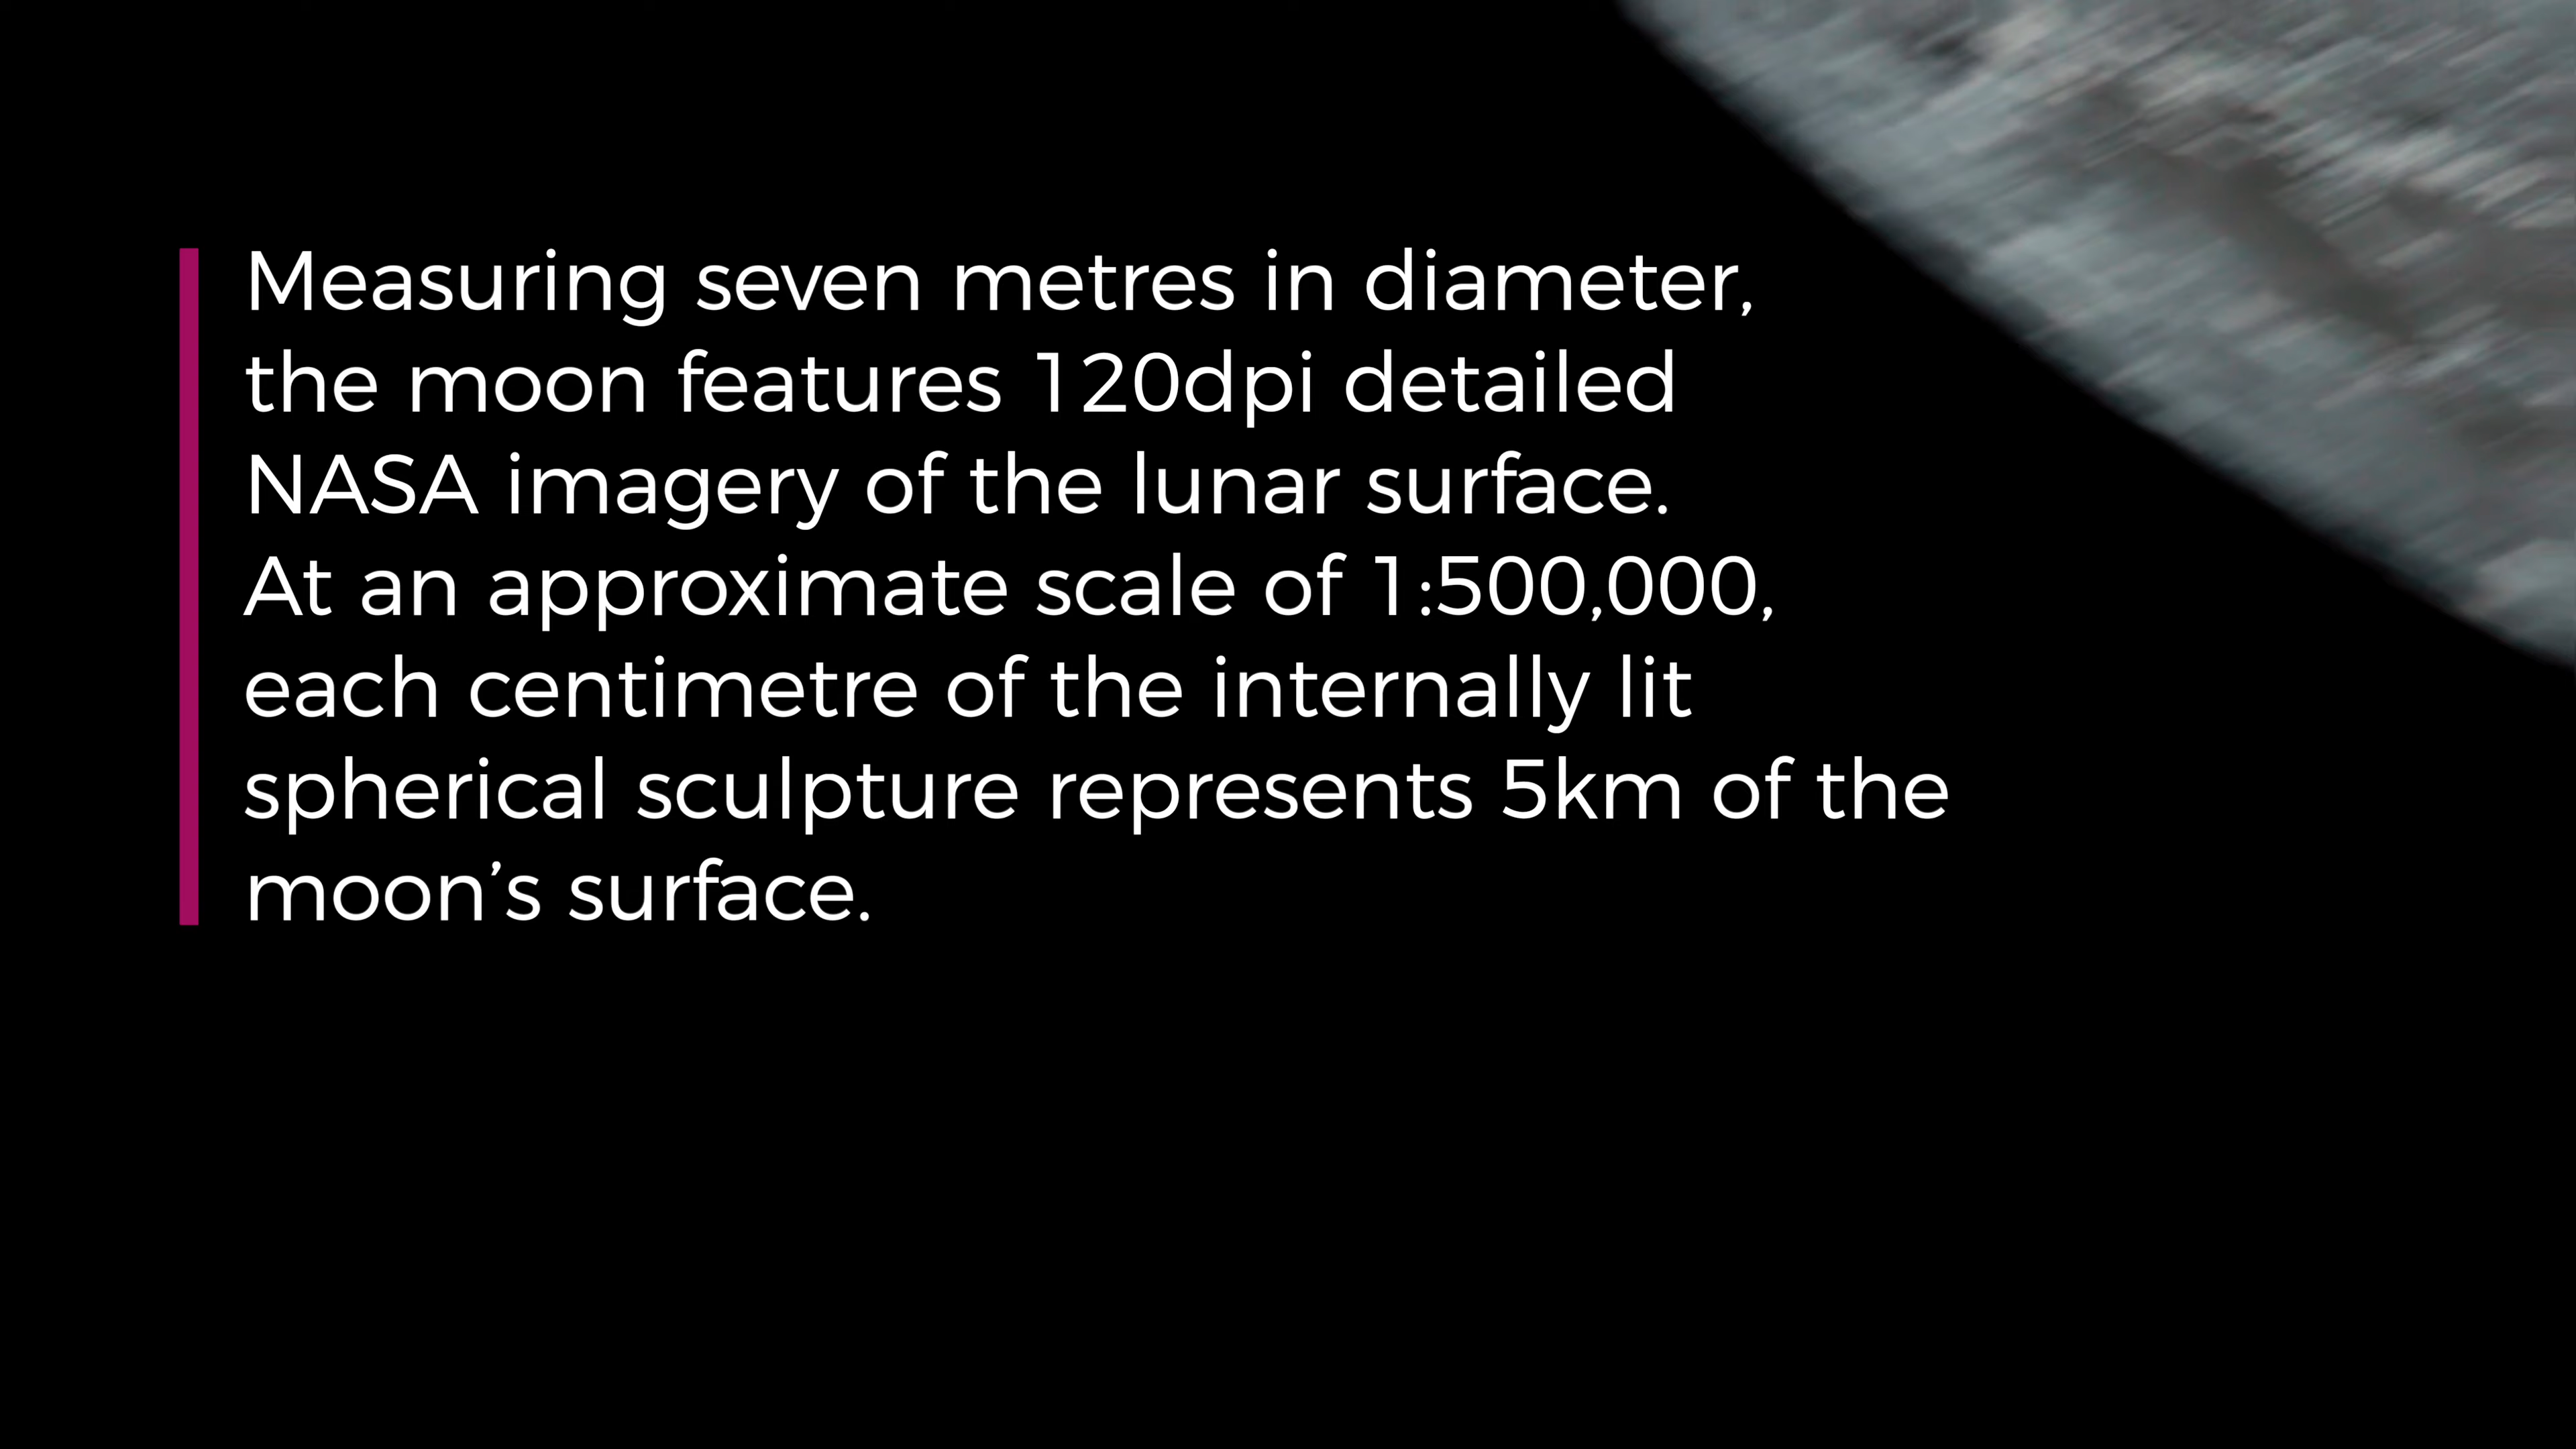 Measuring seven metres in diameter,
the moon features 120dpi detailed
NASA imagery of the lunar surface.
At an approximate scale of 1:500,000,
each centimetre of the internally lit
spherical sculpture represents 5km of the
moon’s surface.